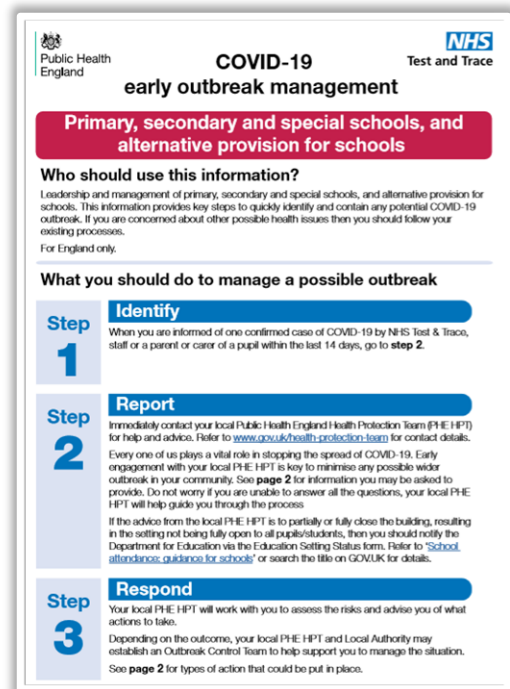 Public Health
England
NHS
Test and Trace
COVID-19
early outbreak management
Primary, secondary and special schools, and
alternative provision for schools
Who should use this information?
Leadership and management of primary, secondary and special schools, and alternative provision for
schools. This information provides key steps to quickly identify and contain any potential COVID-19
outbreak. If you are concerned about other possible health issues then you should follow your
existing processes.
For England only.
What you should do to manage a possible outbreak
Step
1
Identify
When you are informed of one confirmed case of COVID-19 by NHS Test & Trace,
staff or a parent or carer of a pupil within the last 14 days, go to step 2.
Step
2
Report
Immediately contact your local Public Health England Health Protection Team (PHE HPT)
for help and advice. Refer to www.gov.uk/health-protection-team for contact details.
Every one of us plays a vital role in stopping the spread of COVID-19. Early
engagement with your local PHE HPT is key to minimise any possible wider
outbreak in your community. See page 2 for information you may be asked to
provide. Do not worry if you are unable to answer all the questions, your local PHE
HPT will help guide you through the process
If the advice from the local PHE HPT is to partially or fully close the building, resulting
in the setting not being fully open to all pupils/students, then you should notify the
Department for Education via the Education Setting Status form. Refer to 'School
attendance: guidance for schools' or search the title on GOV.UK for details.
Step
3
Respond
Your local PHE HPT will work with you to assess the risks and advise you of what
actions to take.
Depending on the outcome, your local PHE HPT and Local Authority may
establish an Outbreak Control Team to help support you to manage the situation.
See page 2 for types of action that could be put in place.